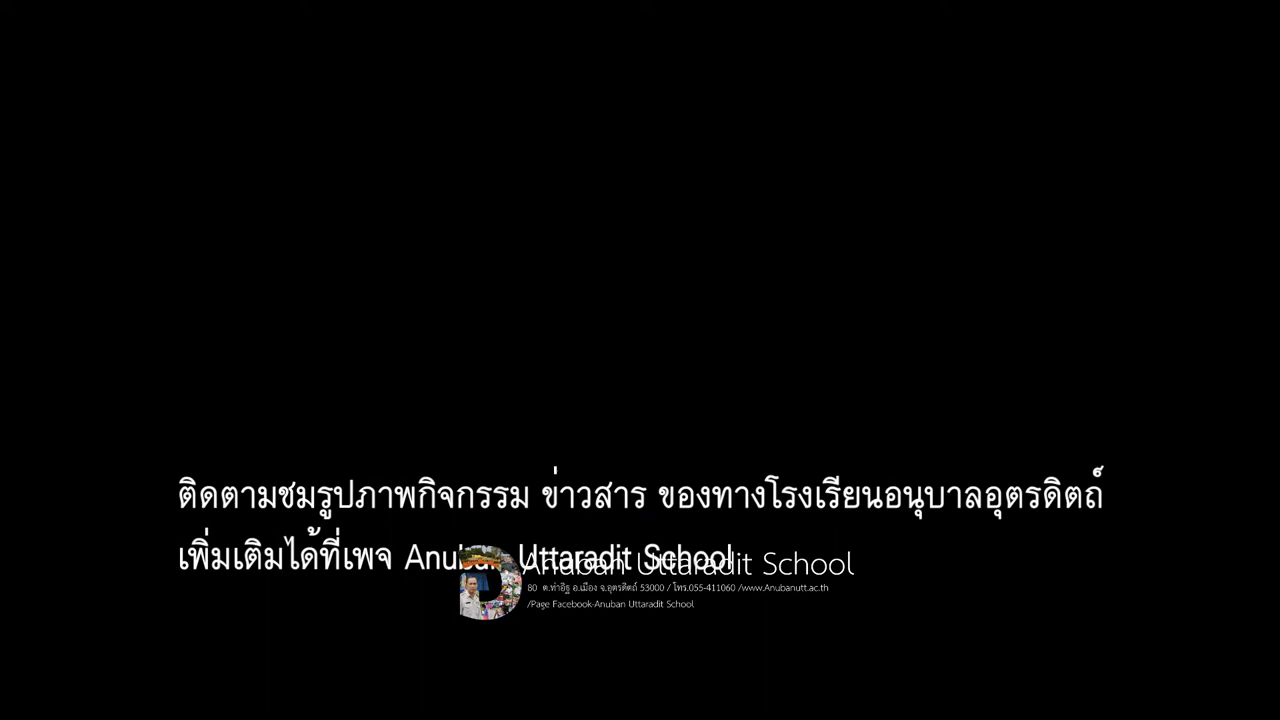 ติดตามชมรูปภาพกิจกรรม ข่าวสาร ของทางโรงเรียนอนุบาลอุตรดิตถ์
เพิ่มเติมได้ที่เพจ Anuban Uttaradit School
Anuban Uttaradit School
80 ต.ท่าอิฐ อ.เมือง จ.อุตรดิตถ์ 53000 / โทร.055-411060 /www.Anubanutt.ac.th
/Page Facebook-Anuban Uttaradit School